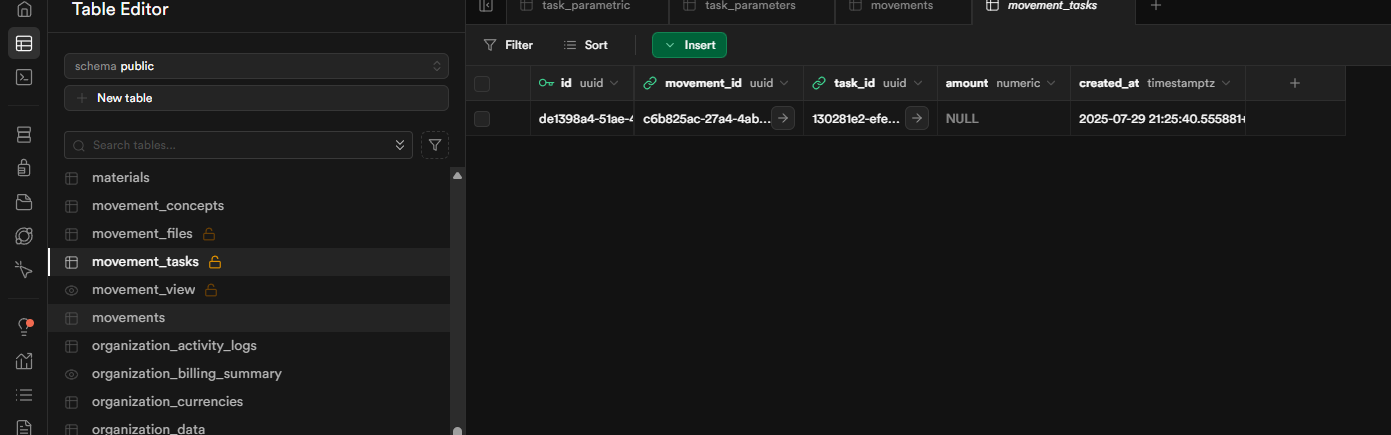 Table Editor
task_parametric
task_parameters
movements
movement_tasks
schema public
New table
Search tables...
materials
movement_concepts
movement_files
movement_tasks
movement_view
movements
organization_activity_logs
organization_billing_summary
organization_currencies
organization_data
Filter
Sort
Insert
id uuid
movement_id uuid
task_id uuid
amount numeric
created_at timestamptz
de1398a4-51ae-4
c6b825ac-27a4-4ab...
130281e2-efe...
NULL
2025-07-29 21:25:40.555881+